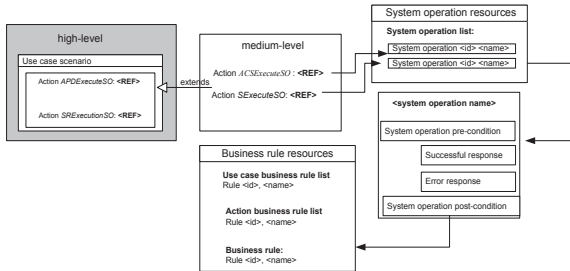 high-level
Use case scenario
Action APDExecuteSO: <REF>
Action SRExecutionSO: <REF>
extends
medium-level
Action ACSExecuteSO : <REF>
Action SExecuteSO: <REF>
System operation resources
System operation list:
System operation <id> <name>
System operation <id> <name>
<system operation name>
System operation pre-condition
Successful response
Error response
System operation post-condition
Business rule resources
Use case business rule list
Rule <id>, <name>
Action business rule list
Rule <id>, <name>
Business rule:
Rule <id>, <name>